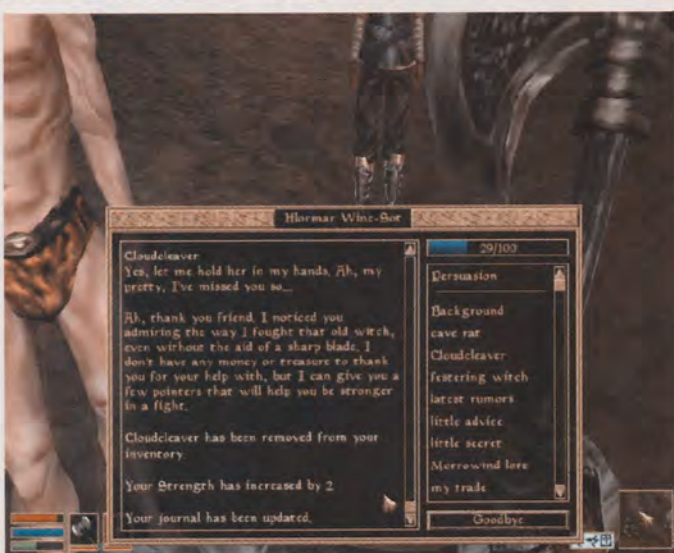 Hlormar Wine-Sot
Cloudcleaver
Yes, let me hold her in my hands. Ah, my
pretty, I've missed you so...
Ah, thank you friend. I noticed you
admiring the way I fought that old witch,
even without the aid of a sharp blade. I
don't have any money or treasure to thank
you for your help with, but I can give you a
few pointers that will help you be stronger
in a fight.
Cloudcleaver has been removed from your
inventory.
Your Strength has increased by 2
Your journal has been updated.
29/100
Persuasion
Background
cave rat
Cloudcleaver
festering witch
latest rumors
little advice
little secret
Morrowind lore
my trade
Goodbye